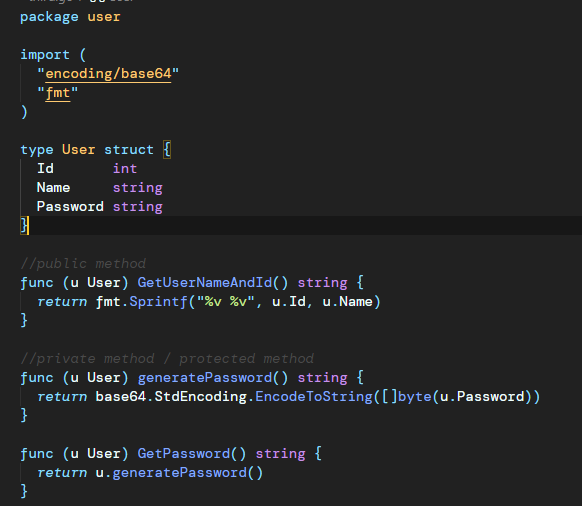 package user
import (
"encoding/base64"
"fmt"
)
type User struct {
Id int
Name string
Password string
}
//public method
func (u User) GetUserNameAndId() string {
return fmt.Sprintf("%v %v", u.Id, u.Name)
}
//private method / protected method
func (u User) generatePassword() string {
return base64.StdEncoding.EncodeToString([]byte(u.Password))
}
func (u User) GetPassword() string {
return u.generatePassword()
}